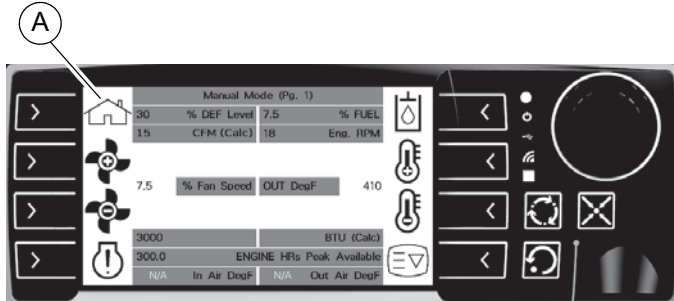 A
Manual Mode (Pg. 1)
30 % DEF Level 7.5 % FUEL
15 CFM (Calc) 18 Eng. RPM
7.5 % Fan Speed OUT DegF 410
3000 BTU (Calc)
300.0 ENGINE HRs Peak Available
N/A In Air DegF N/A Out Air DegF